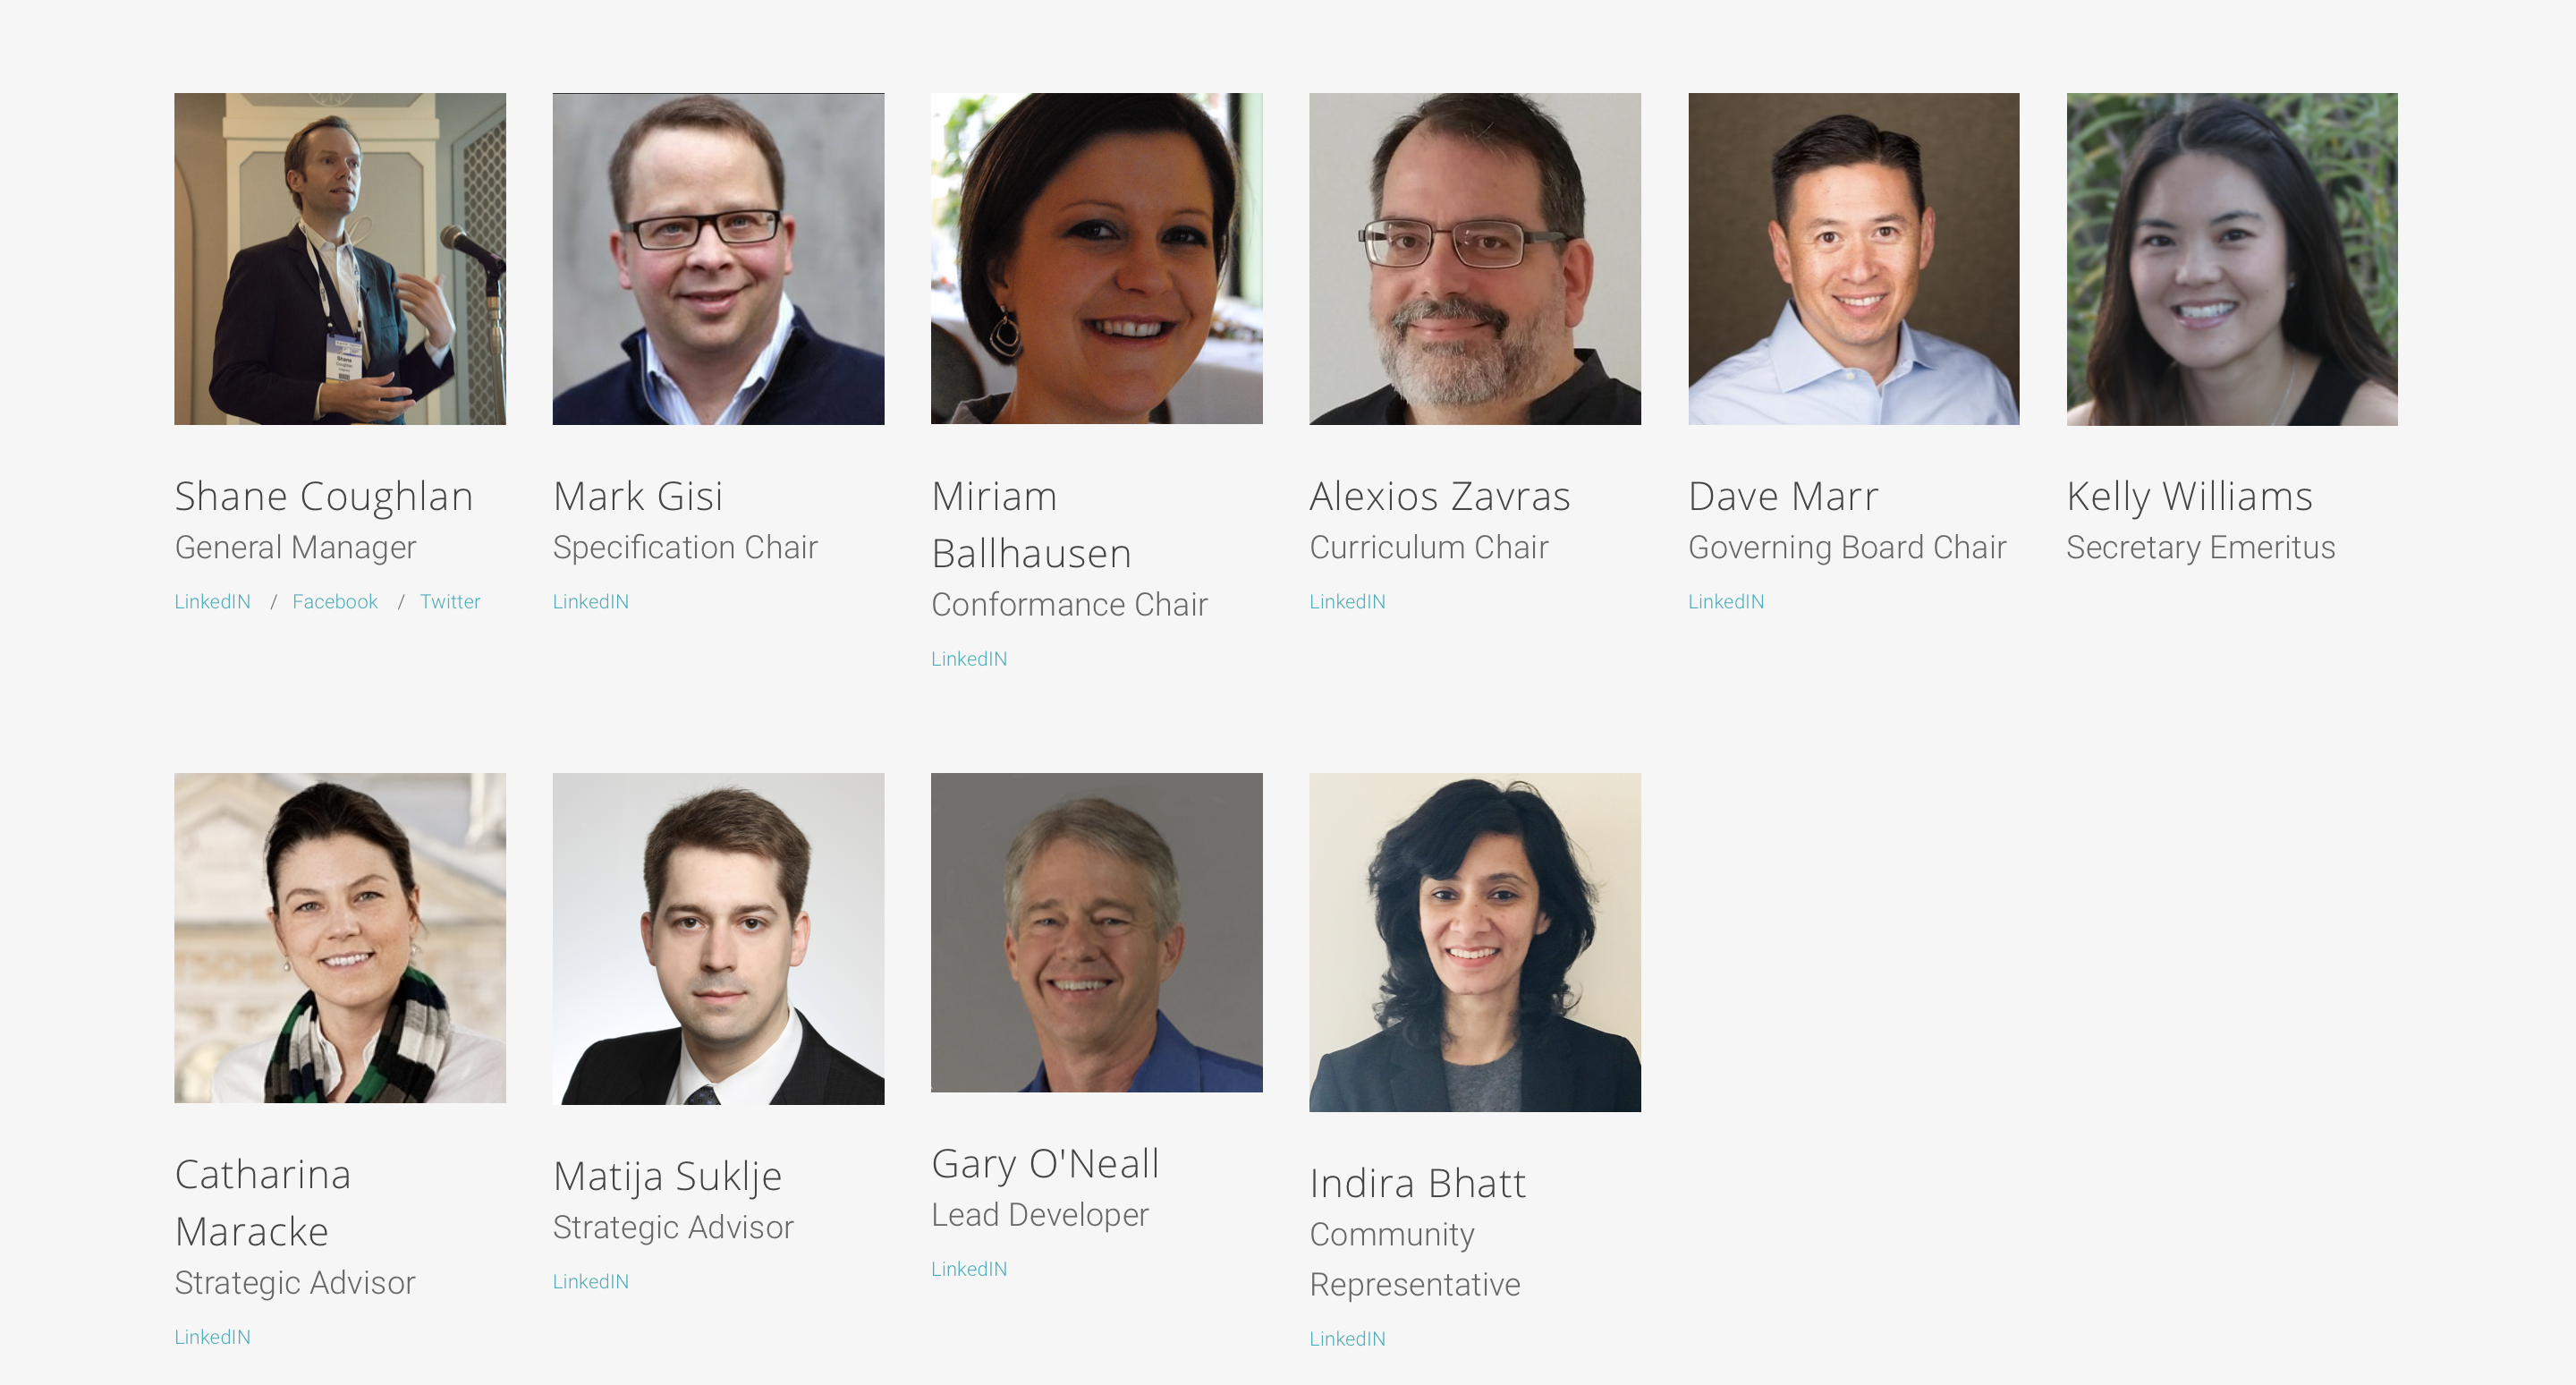 Shane Coughlan
General Manager
LinkedIN / Facebook / Twitter
Mark Gisi
Specification Chair
LinkedIN
Miriam
Ballhausen
Conformance Chair
LinkedIN
Alexios Zavras
Curriculum Chair
LinkedIN
Dave Marr
Governing Board Chair
LinkedIN
Kelly Williams
Secretary Emeritus
Catharina
Maracke
Strategic Advisor
LinkedIN
Matija Suklje
Strategic Advisor
LinkedIN
Gary O'Neall
Lead Developer
LinkedIN
Indira Bhatt
Community
Representative
LinkedIN